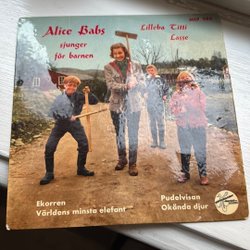 Alice Babs
sjunger
för barnen
Lilleba Titti
Lasse
Ekorren
Världens minsta elefant
Pudelvisan
Okända djur